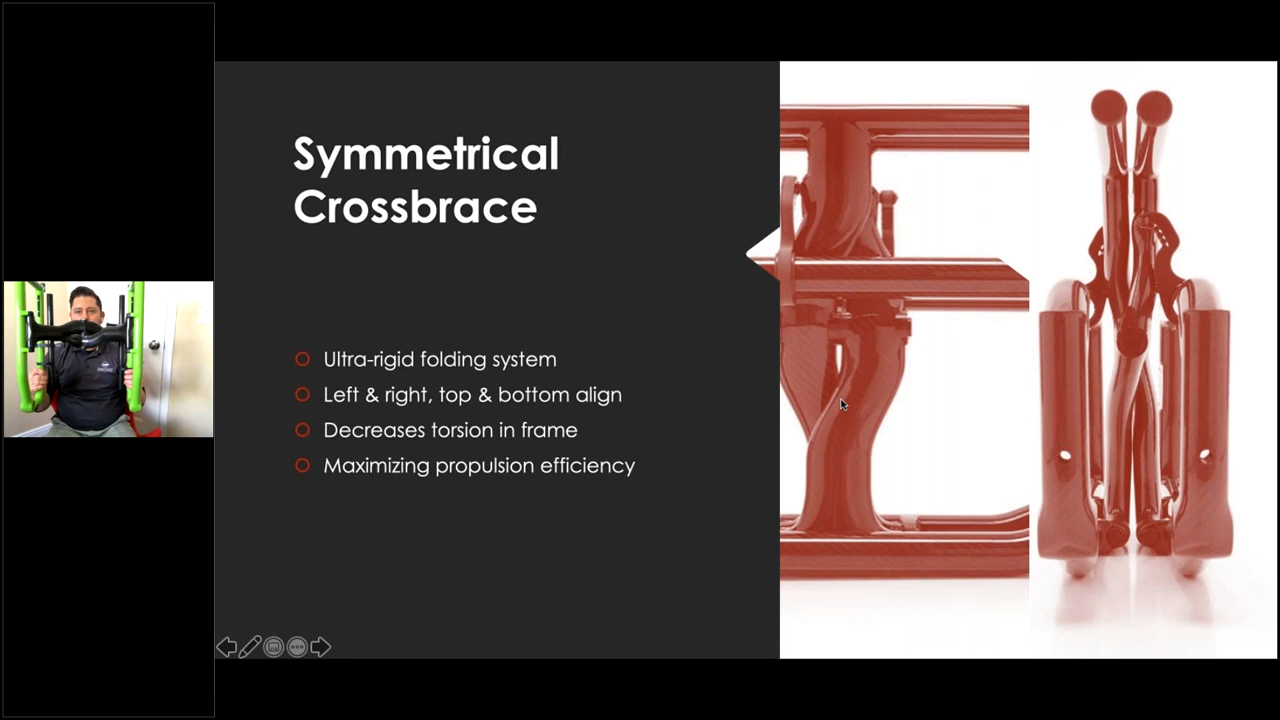 Symmetrical
Crossbrace
Ultra-rigid folding system
Left & right, top & bottom align
Decreases torsion in frame
Maximizing propulsion efficiency